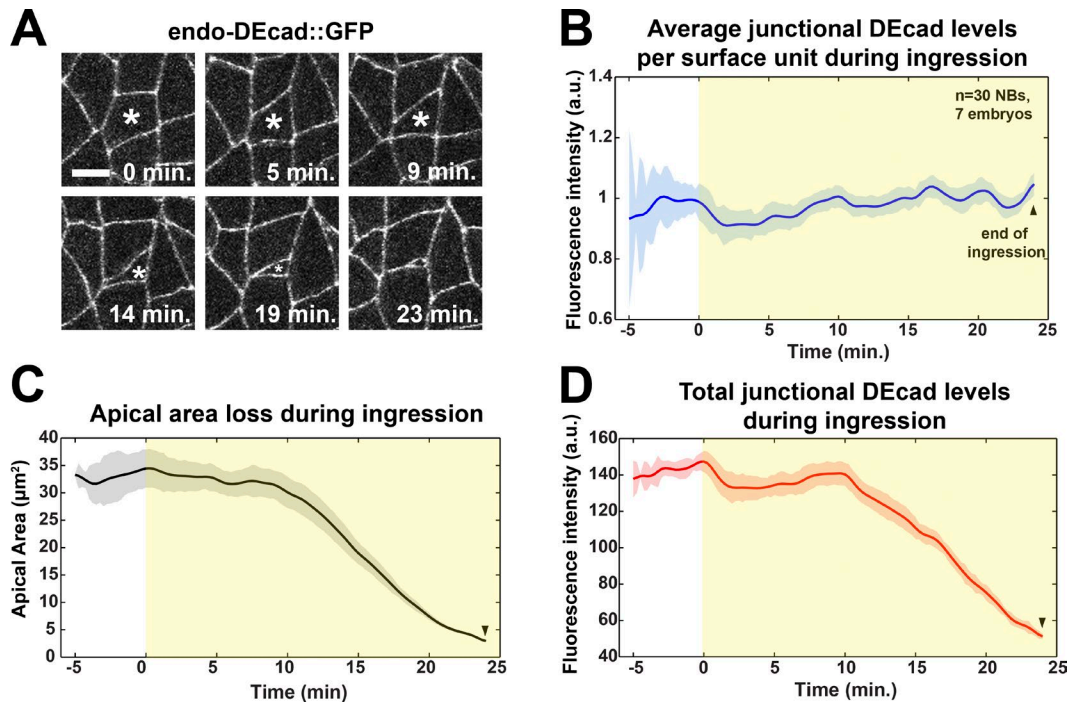 A
endo-DEcad::GFP
*
0 min.
*
5 min.
*
9 min.
*
14 min.
*
19 min.
23 min.
B
Average junctional DEcad levels
per surface unit during ingression
Fluorescence intensity (a.u.)
1.4
1.2
1
0.8
0.6
n=30 NBs,
7 embryos
end of
ingression
-5 0 5 10 15 20 25
Time (min.)
C
Apical area loss during ingression
Apical Area (µm²)
40
35
30
25
20
15
10
5
0
-5 0 5 10 15 20 25
Time (min)
D
Total junctional DEcad levels
during ingression
Fluorescence intensity (a.u.)
160
140
120
100
80
60
40
-5 0 5 10 15 20 25
Time (min.)